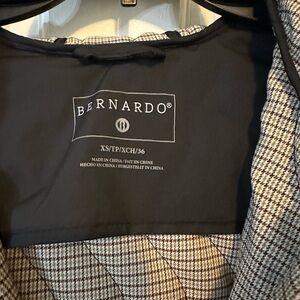 BERNARDO®
XS/TP/XCH/36
MADE IN CHINA / FAIT EN CHINE
HECHO EN CHINA / HERGESTELLT IN CHINA